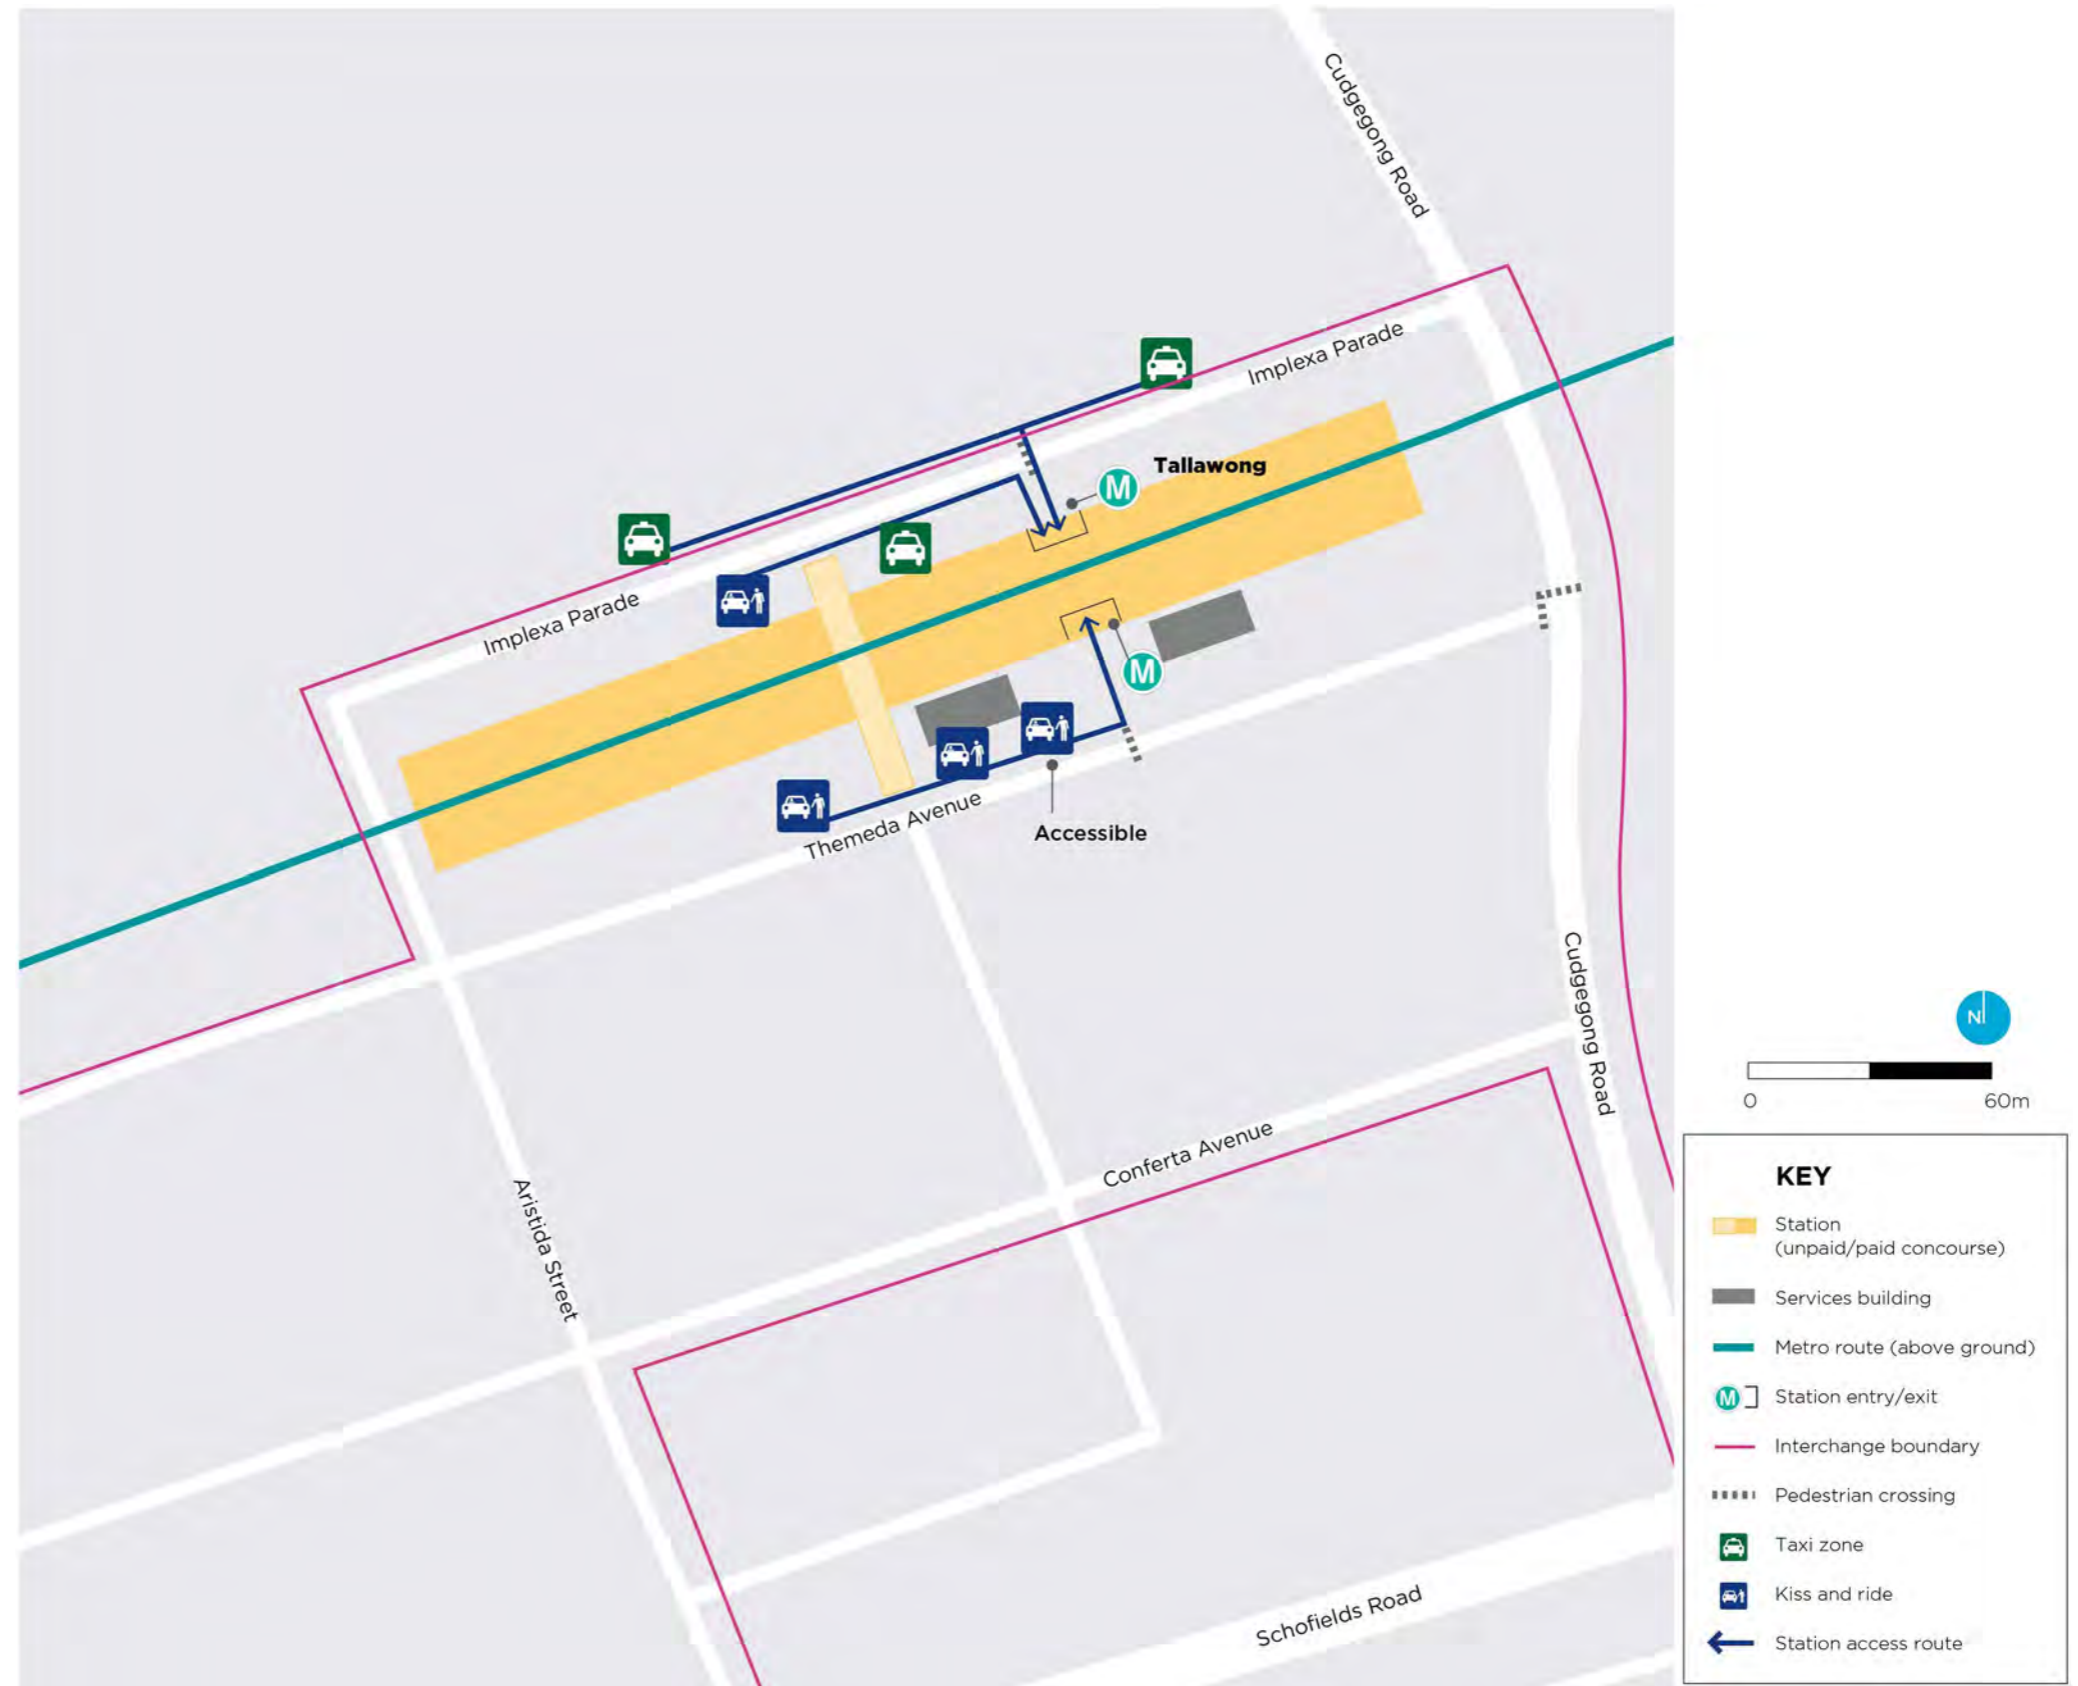 Cudgegong Road
Implexa Parade
Tallawong
M
Implexa Parade
M
Themeda Avenue
Accessible
Cudgegong Road
N
0 60m
Conferta Avenue
Aristida Street
Schofields Road
KEY
Station
(unpaid/paid concourse)
Services building
Metro route (above ground)
M Station entry/exit
Interchange boundary
Pedestrian crossing
Taxi zone
Kiss and ride
Station access route